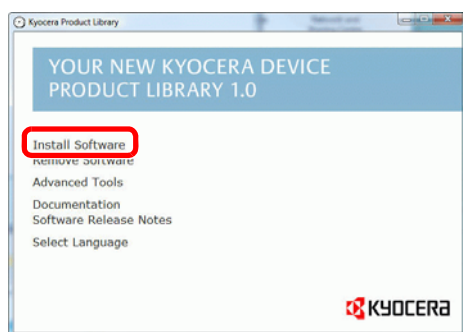 Kyocera Product Library
YOUR NEW KYOCERA DEVICE
PRODUCT LIBRARY 1.0
Install Software
Remove Software
Advanced Tools
Documentation
Software Release Notes
Select Language
KYOCERA